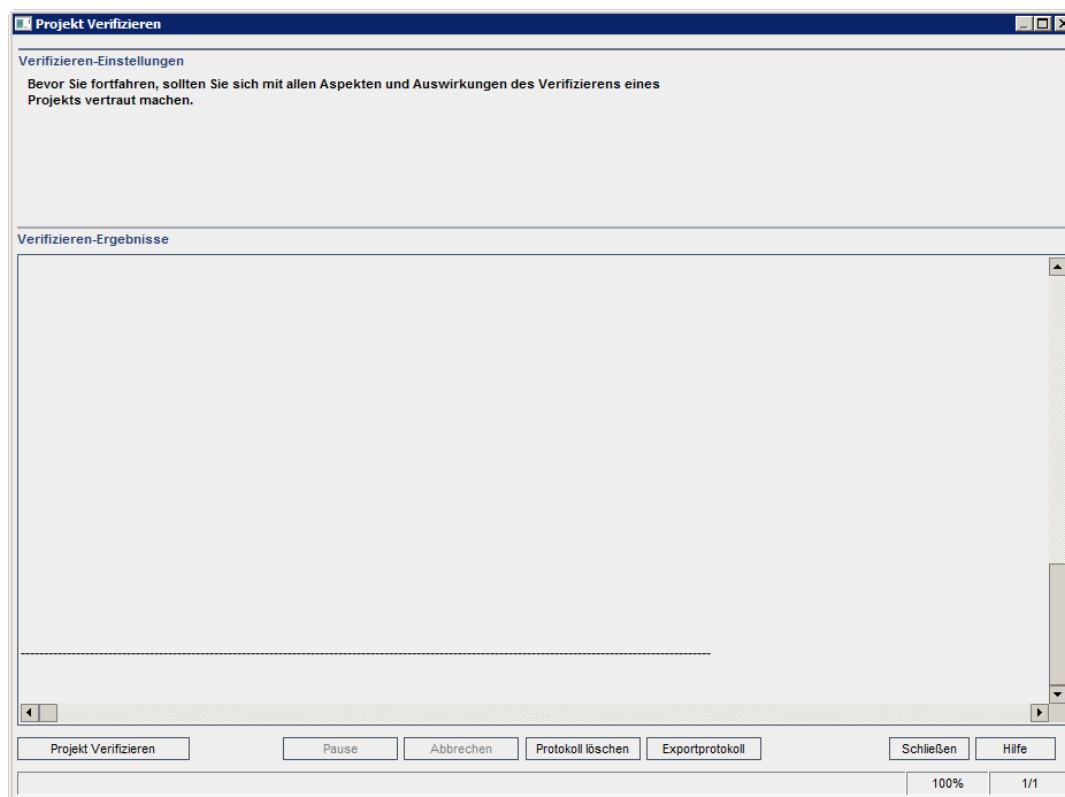 Projekt Verifizieren
Verifizieren-Einstellungen
Bevor Sie fortfahren, sollten Sie sich mit allen Aspekten und Auswirkungen des Verifizierens eines
Projekts vertraut machen.
Verifizieren-Ergebnisse
Projekt Verifizieren Pause Abbrechen Protokoll löschen Exportprotokoll Schließen Hilfe
100% 1/1